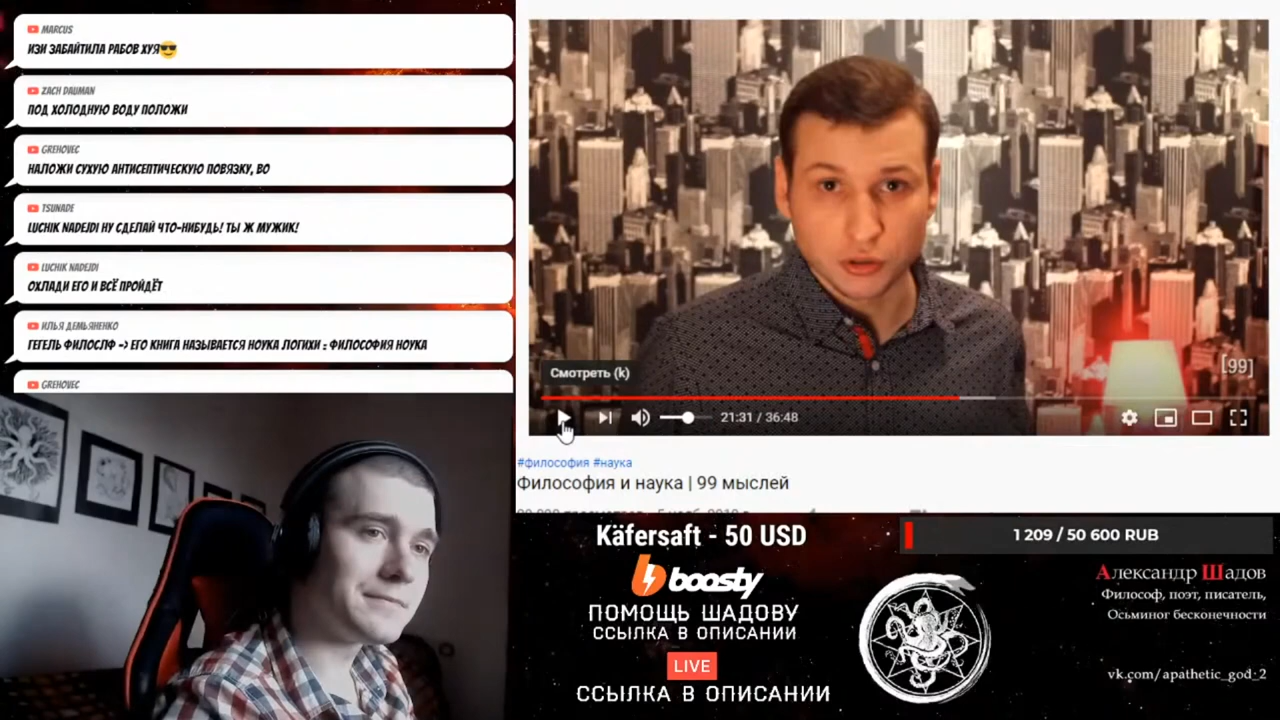 MARCUS
ИЗИ ЗАБАЙТИЛА РАБОВ ХУЯ😎
ZACH DAUMAN
ПОД ХОЛОДНУЮ ВОДУ ПОЛОЖИ
GREHOVEC
НАЛОЖИ СУХУЮ АНТИСЕПТИЧЕСКУЮ ПОВЯЗКУ, ВО
TSUNADE
LUCHIK NADEJDI НУ СДЕЛАЙ ЧТО-НИБУДЬ! ТЫ Ж МУЖИК!
LUCHIK NADEJDI
ОХЛАДИ ЕГО И ВСЁ ПРОЙДЁТ
ИЛЬЯ ДЕМЬЯНЕНКО
ГЕГЕЛЬ ФИЛОСЛФ -> ЕГО КНИГА НАЗЫВАЕТСЯ НОУКА ЛОГИХИ : ФИЛОСОФИЯ НОУКА
GREHOVEC
[99]
Смотреть (k)
21:31 / 36:48
#философия #наука
Философия и наука | 99 мыслей
Käfersaft - 50 USD
boosty
ПОМОЩЬ ШАДОВУ
ССЫЛКА В ОПИСАНИИ
LIVE
ССЫЛКА В ОПИСАНИИ
1 209 / 50 600 RUB
Александр Шадов
Философ, поэт, писатель,
Осьминог бесконечности
vk.com/apathetic_god_2